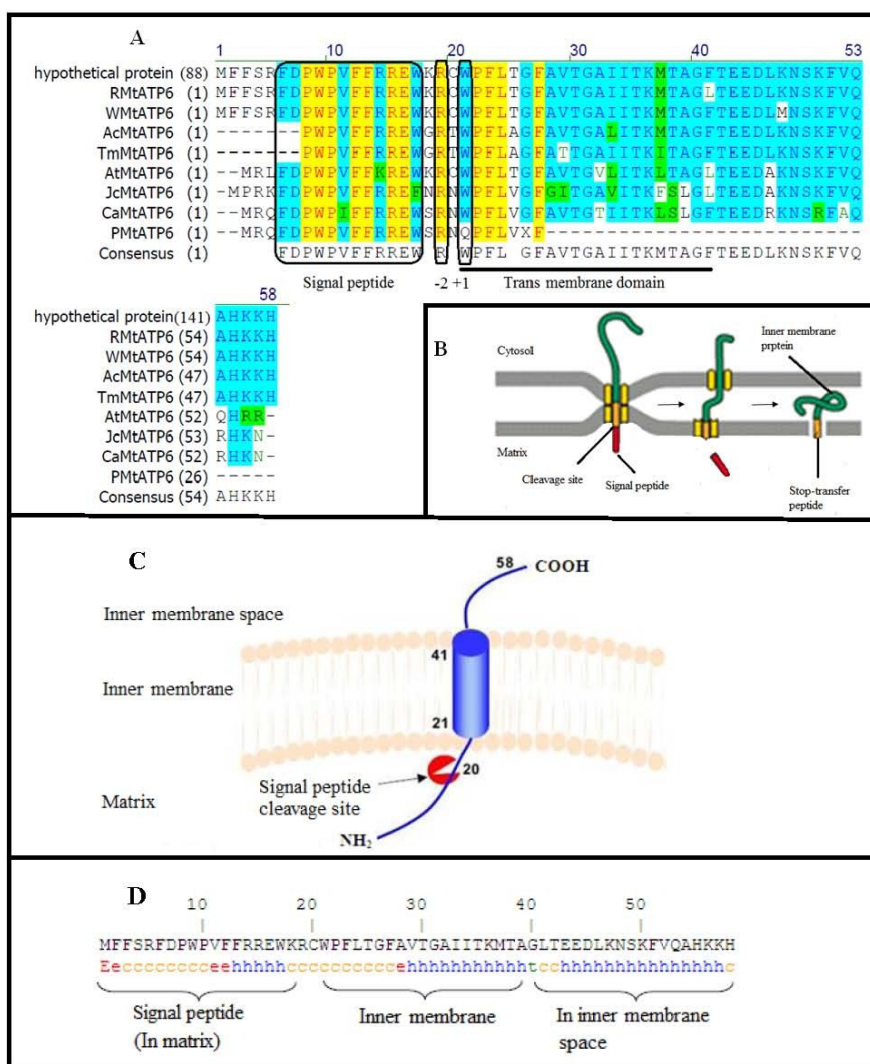 A
1 10 20 30 40 53
hypothetical protein (88) MFFSRFDPWPVFFRREWKRCWPFLTGFAVTGAIITKMTAGFTEEDLKNSKFVQ
RMtATP6 (1) MFFSRFDPWPVFFRREWKRCWPFLTGFAVTGAIITKMTAGLTEEDLKNSKFVQ
WMtATP6 (1) MFFSRFDPWPVFFRREWKRCWPFLTGFAVTGAIITKMTAGFTEEDLMNSKFVQ
AcMtATP6 (1) -------PWPVFFRREWGRTWPFLAGFAVTGALITKMTAGFTEEDLKNSKFVQ
TmMtATP6 (1) -------PWPVFFRREWGRTWPFLAGFATTGAIITKITAGFTEEDLKNSKFVQ
AtMtATP6 (1) --MRLFDPWPVFFKREWKRNWPFLVGFAVTGVLITKLTAGLTEEDAKNSKFVQ
JcMtATP6 (1) -MPRKFDPWPVFFRREFNRNWPFLVGFGITGAVITKFSLGLTEEDAKNSKFVQ
CaMtATP6 (1) --MRQFDPWPIFFRREWSRNWPFLVGFAVTGTIITKLSLGFTEEDRKNSRFAQ
PMtATP6 (1) --MRQFDPWPVFFRREWSRNQPFLVXF--------------------------
Consensus (1) FDPWPVFFRREW R WPFL GFAVTGAIITKMTAGFTEEDLKNSKFVQ
Signal peptide -2 +1 Trans membrane domain
58
hypothetical protein (141) AHKKH
RMtATP6 (54) AHKKH
WMtATP6 (54) AHKKH
AcMtATP6 (47) AHKKH
TmMtATP6 (47) AHKKH
AtMtATP6 (52) QHRR-
JcMtATP6 (53) RHKN-
CaMtATP6 (52) RHKN-
PMtATP6 (26) -----
Consensus (54) AHKKH
B
Cytosol
Inner membrane
prptein
Matrix
Cleavage site
Signal peptide
Stop-transfer
peptide
C
58 COOH
Inner membrane space
41
Inner membrane
21
20
Signal peptide
cleavage site
Matrix
NH2
D
10 20 30 40 50
MFFSRFDPWPVFFRREWKRCWPFLTGFAVTGAIITKMTAGLTEEDLKNSKFVQAHKKH
Eeccccccccceehhhhhccccccccccehhhhhhhhhhhtcchhhhhhhhhhhhhhhc
Signal peptide
(In matrix)
Inner membrane
In inner membrane
space